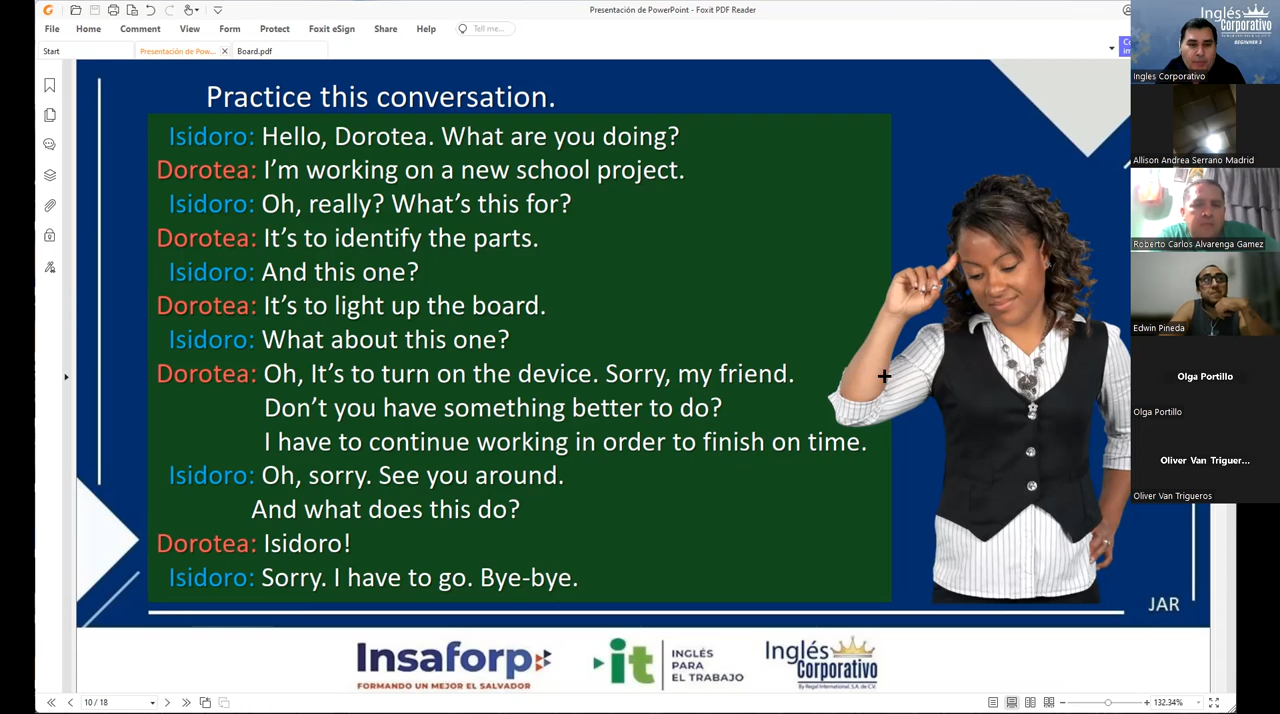 Presentación de PowerPoint - Foxit PDF Reader
File Home Comment View Form Protect Foxit eSign Share Help Tell me...
Start Presentación de Pow... Board.pdf
Practice this conversation.
Isidoro: Hello, Dorotea. What are you doing?
Dorotea: I'm working on a new school project.
Isidoro: Oh, really? What's this for?
Dorotea: It's to identify the parts.
Isidoro: And this one?
Dorotea: It's to light up the board.
Isidoro: What about this one?
Dorotea: Oh, It's to turn on the device. Sorry, my friend.
Don't you have something better to do?
I have to continue working in order to finish on time.
Isidoro: Oh, sorry. See you around.
And what does this do?
Dorotea: Isidoro!
Isidoro: Sorry. I have to go. Bye-bye.
JAR
Insaforp
FORMANDO UN MEJOR EL SALVADOR
it
INGLÉS
PARA
EL TRABAJO
Inglés
Corporativo
By Regal International, S.A. de C.V.
10 / 18
132.34%
Inglés
Corporativo
BEGINNER 2
Ingles Corporativo
Allison Andrea Serrano Madrid
Roberto Carlos Alvarenga Gamez
Edwin Pineda
Olga Portillo
Olga Portillo
Oliver Van Triguer...
Oliver Van Trigueros